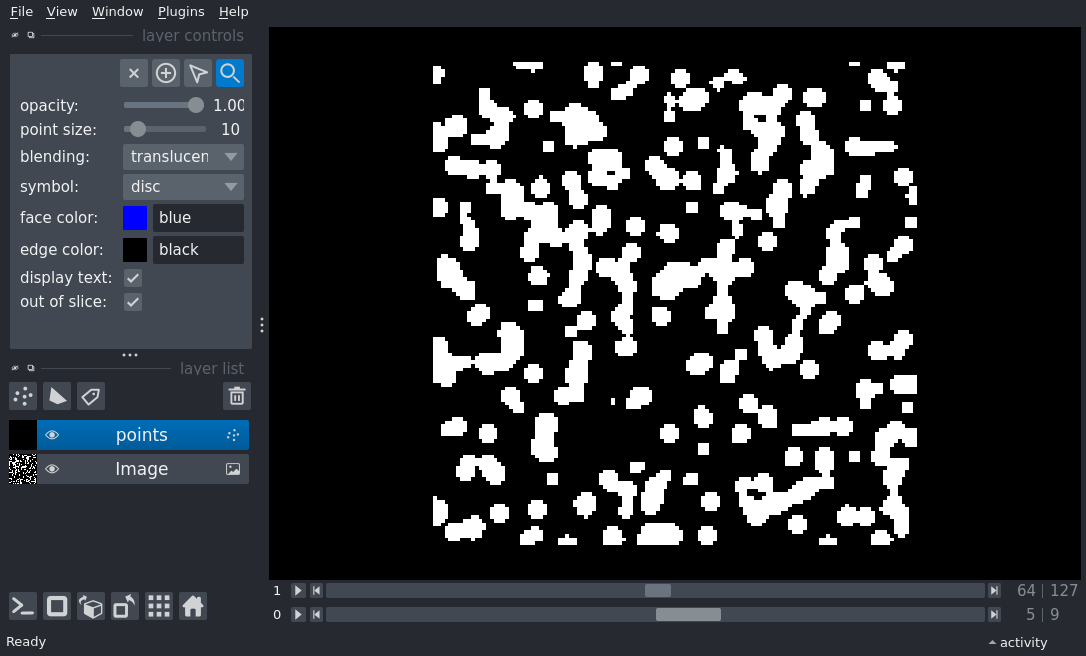 File View Window Plugins Help
layer controls
opacity: 1.00
point size: 10
blending: translucen
symbol: disc
face color: blue
edge color: black
display text:
out of slice:
layer list
points
Image
1 64 127
0 5 9
Ready activity